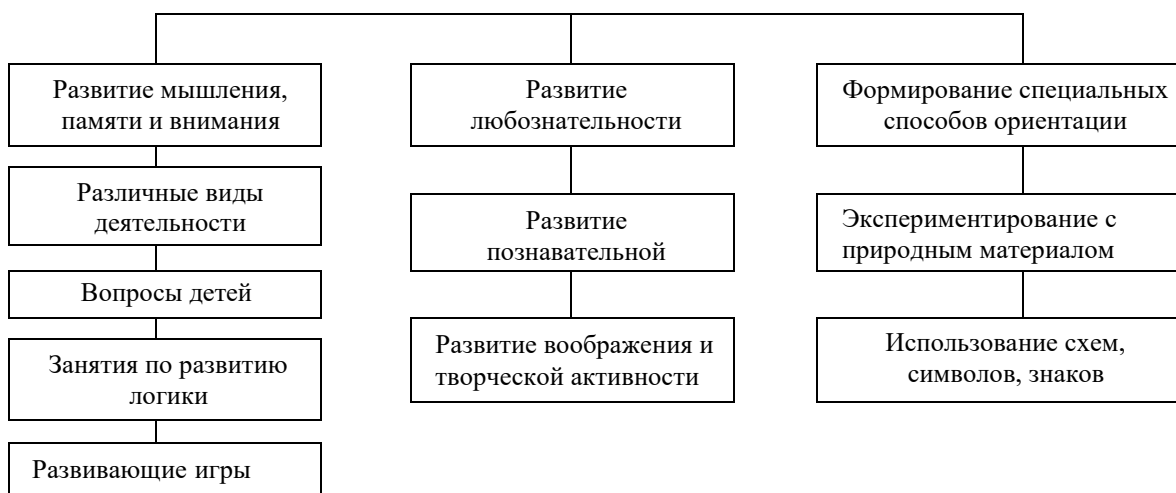 Развитие мышления,
памяти и внимания
Различные виды
деятельности
Вопросы детей
Занятия по развитию
логики
Развивающие игры
Развитие
любознательности
Развитие
познавательной
Развитие воображения и
творческой активности
Формирование специальных
способов ориентации
Экспериментирование с
природным материалом
Использование схем,
символов, знаков